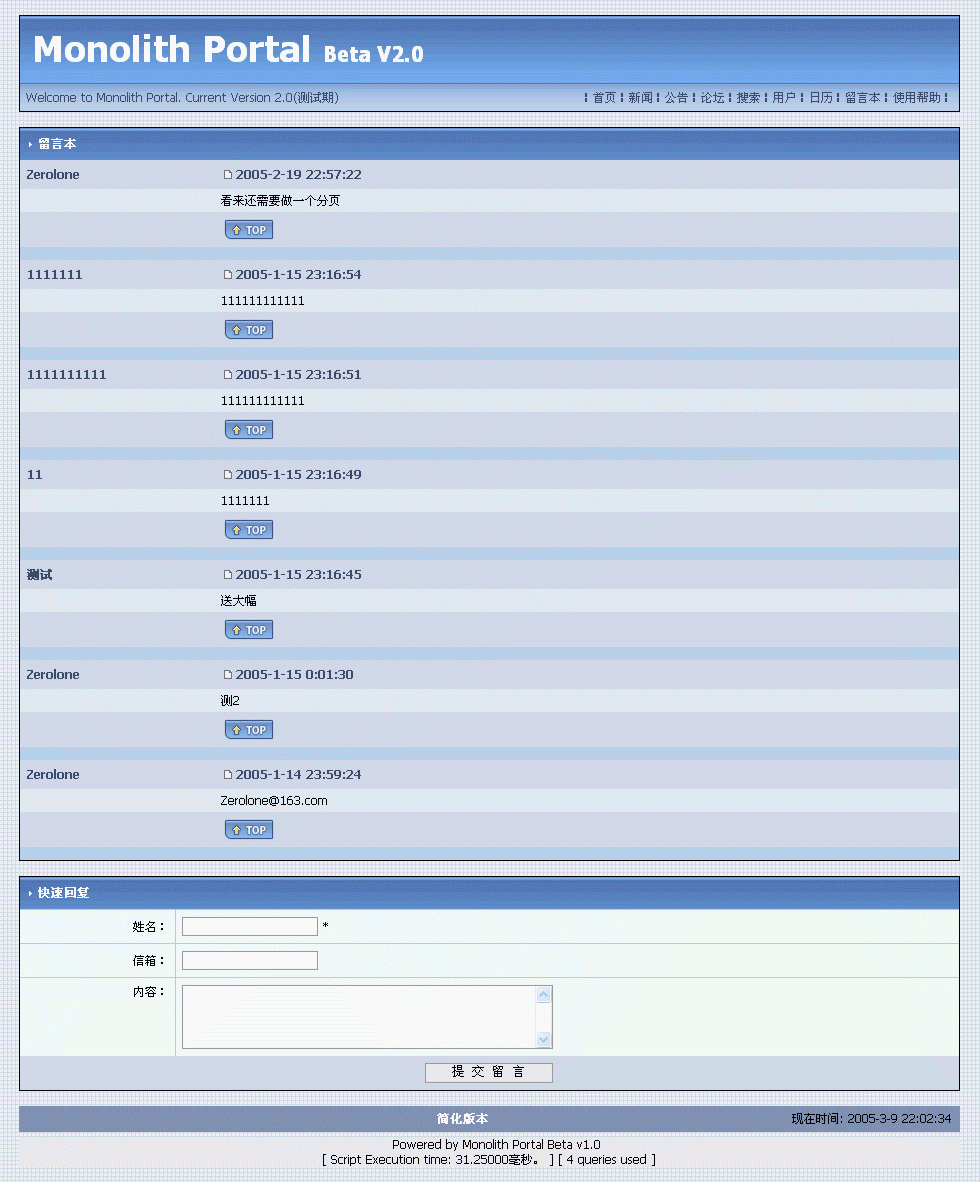 Monolith Portal Beta V2.0
Welcome to Monolith Portal. Current Version 2.0(测试期) ¦ 首页 ¦ 新闻 ¦ 公告 ¦ 论坛 ¦ 搜索 ¦ 用户 ¦ 日历 ¦ 留言本 ¦ 使用帮助 ¦
留言本
Zerolone 2005-2-19 22:57:22
看来还需要做一个分页
TOP
1111111 2005-1-15 23:16:54
111111111111
TOP
1111111111 2005-1-15 23:16:51
111111111111
TOP
11 2005-1-15 23:16:49
1111111
TOP
测试 2005-1-15 23:16:45
送大幅
TOP
Zerolone 2005-1-15 0:01:30
测2
TOP
Zerolone 2005-1-14 23:59:24
Zerolone@163.com
TOP
快速回复
姓名： *
信箱：
内容：
提 交 留 言
简化版本 现在时间: 2005-3-9 22:02:34
Powered by Monolith Portal Beta v1.0
[ Script Execution time: 31.25000毫秒。 ] [ 4 queries used ]